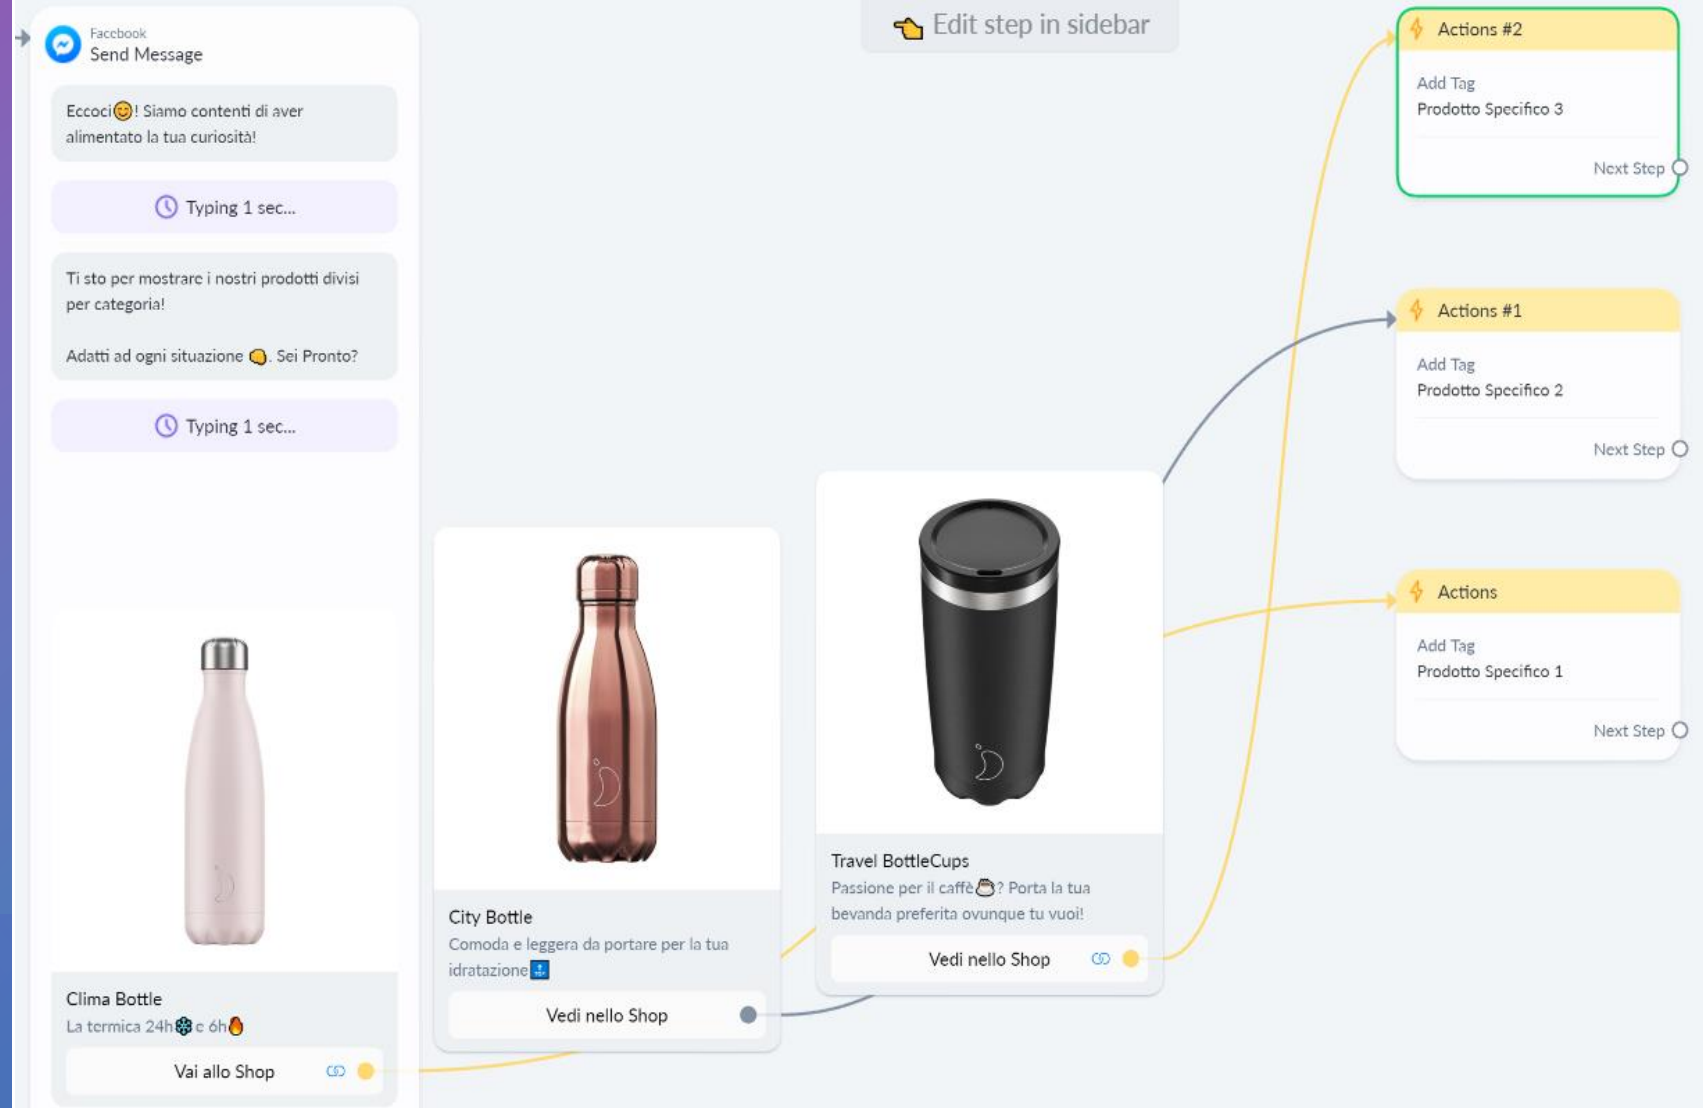 Facebook
Send Message
Eccoci😊! Siamo contenti di aver
alimentato la tua curiosità!
Typing 1 sec...
Ti sto per mostrare i nostri prodotti divisi
per categoria!
Adatti ad ogni situazione 👊. Sei Pronto?
Typing 1 sec...
Clima Bottle
La termica 24h❄️e 6h🔥
Vai allo Shop
City Bottle
Comoda e leggera da portare per la tua
idratazione🔝
Vedi nello Shop
Travel BottleCups
Passione per il caffè☕? Porta la tua
bevanda preferita ovunque tu vuoi!
Vedi nello Shop
👈 Edit step in sidebar
Actions #2
Add Tag
Prodotto Specifico 3
Next Step
Actions #1
Add Tag
Prodotto Specifico 2
Next Step
Actions
Add Tag
Prodotto Specifico 1
Next Step